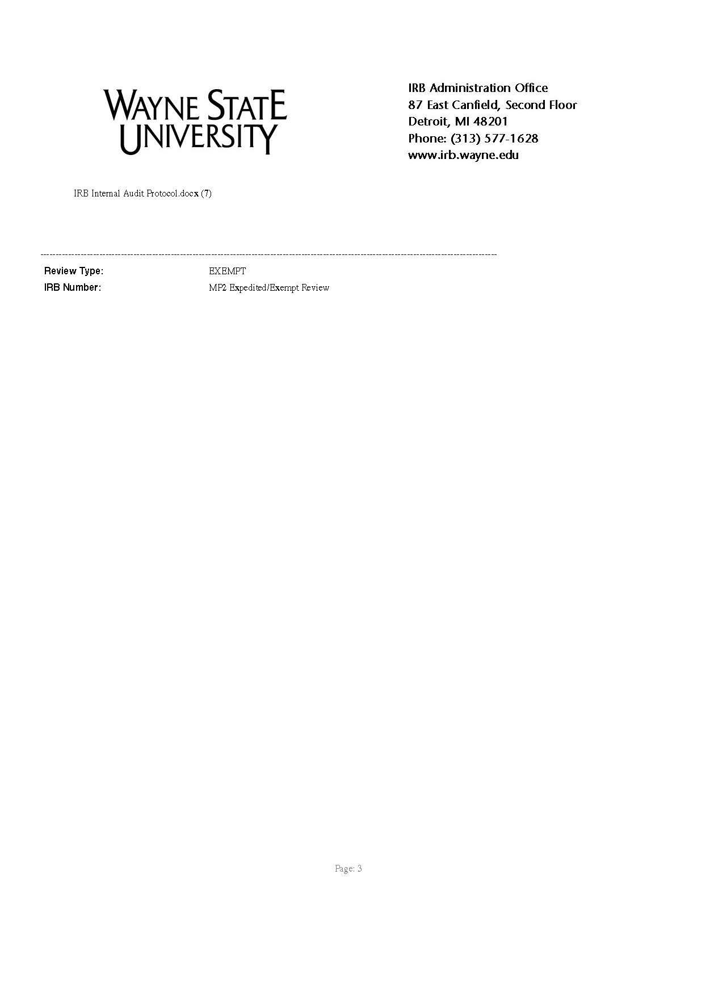 WAYNE STATE
UNIVERSITY
IRB Administration Office
87 East Canfield, Second Floor
Detroit, MI 48201
Phone: (313) 577-1628
www.irb.wayne.edu
IRB Internal Audit Protocol.docx (7)
Review Type: EXEMPT
IRB Number: MP2 Expedited/Exempt Review
Page: 3